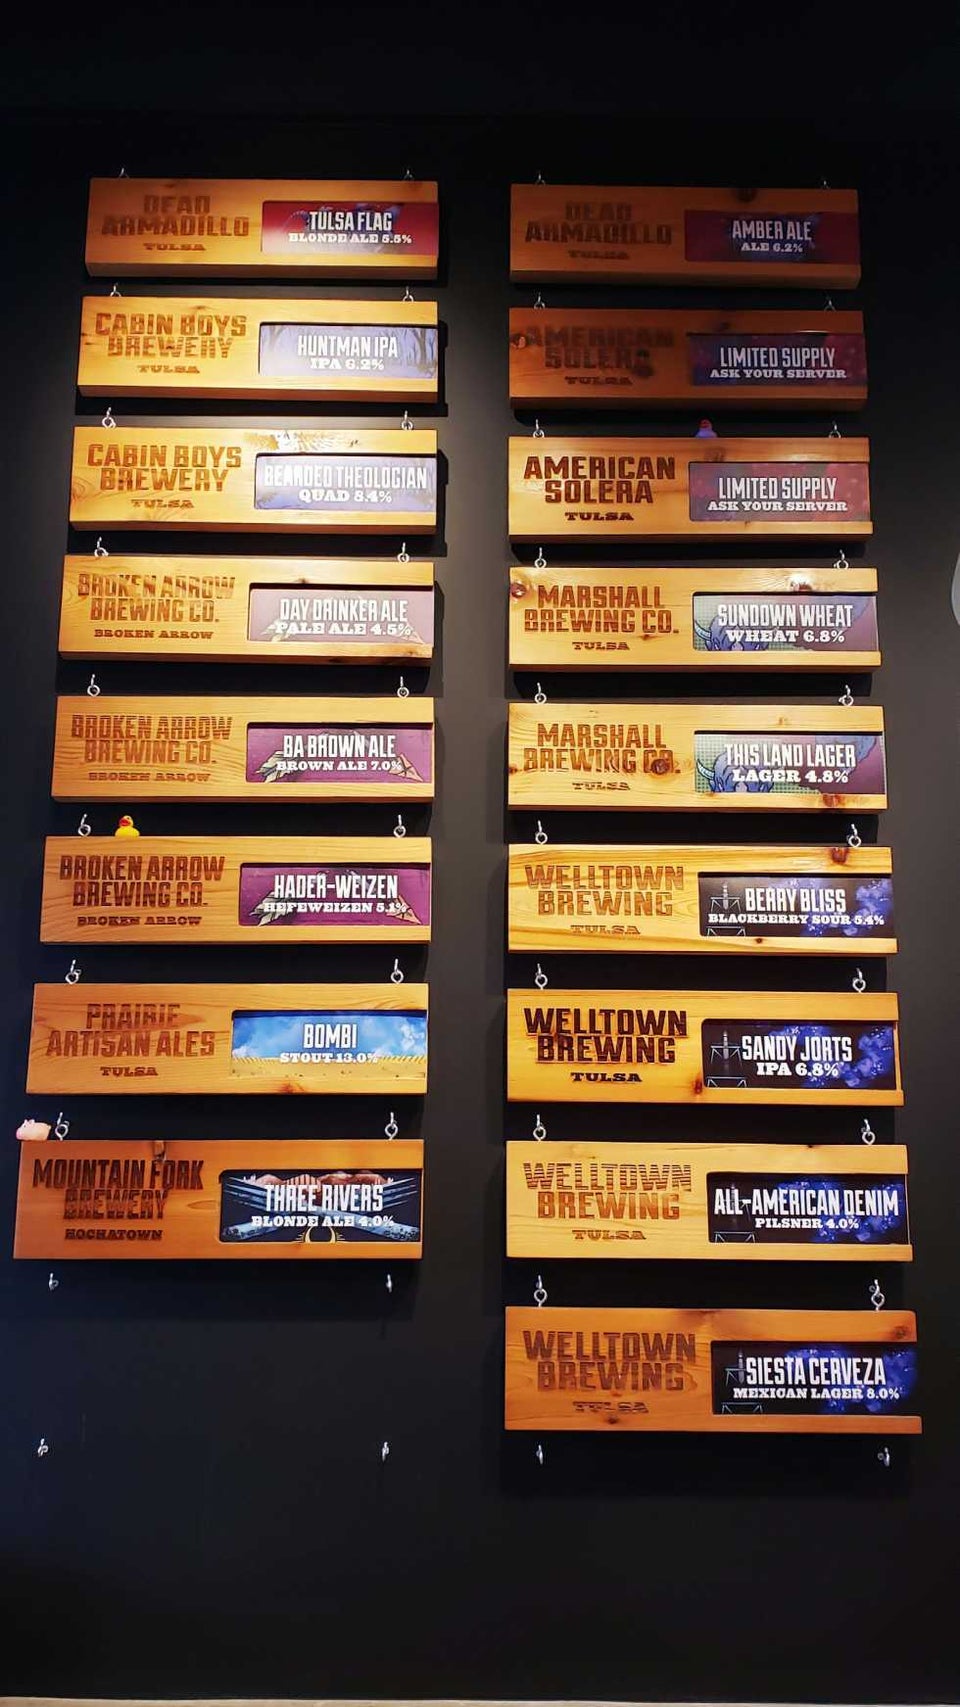 DEAD
ARMADILLO
TULSA
TULSA FLAG
BLONDE ALE 5.5%
CABIN BOYS
BREWERY
TULSA
HUNTMAN IPA
IPA 6.2%
CABIN BOYS
BREWERY
TULSA
BEARDED THEOLOGIAN
QUAD 8.4%
BROKEN ARROW
BREWING CO.
BROKEN ARROW
DAY DRINKER ALE
PALE ALE 4.5%
BROKEN ARROW
BREWING CO.
BROKEN ARROW
BA BROWN ALE
BROWN ALE 7.0%
BROKEN ARROW
BREWING CO.
BROKEN ARROW
HADER-WEIZEN
HEFEWEIZEN 5.1%
PRAIRIE
ARTISAN ALES
TULSA
BOMB!
STOUT 13.0%
MOUNTAIN FORK
BREWERY
HOCHATOWN
THREE RIVERS
BLONDE ALE 4.0%
DEAD
ARMADILLO
TULSA
AMBER ALE
ALE 6.2%
AMERICAN
SOLERA
TULSA
LIMITED SUPPLY
ASK YOUR SERVER
AMERICAN
SOLERA
TULSA
LIMITED SUPPLY
ASK YOUR SERVER
MARSHALL
BREWING CO.
TULSA
SUNDOWN WHEAT
WHEAT 6.8%
MARSHALL
BREWING CO.
TULSA
THIS LAND LAGER
LAGER 4.8%
WELLTOWN
BREWING
TULSA
BERRY BLISS
BLACKBERRY SOUR 5.4%
WELLTOWN
BREWING
TULSA
SANDY JORTS
IPA 6.8%
WELLTOWN
BREWING
TULSA
ALL-AMERICAN DENIM
PILSNER 4.0%
WELLTOWN
BREWING
TULSA
SIESTA CERVEZA
MEXICAN LAGER 8.0%